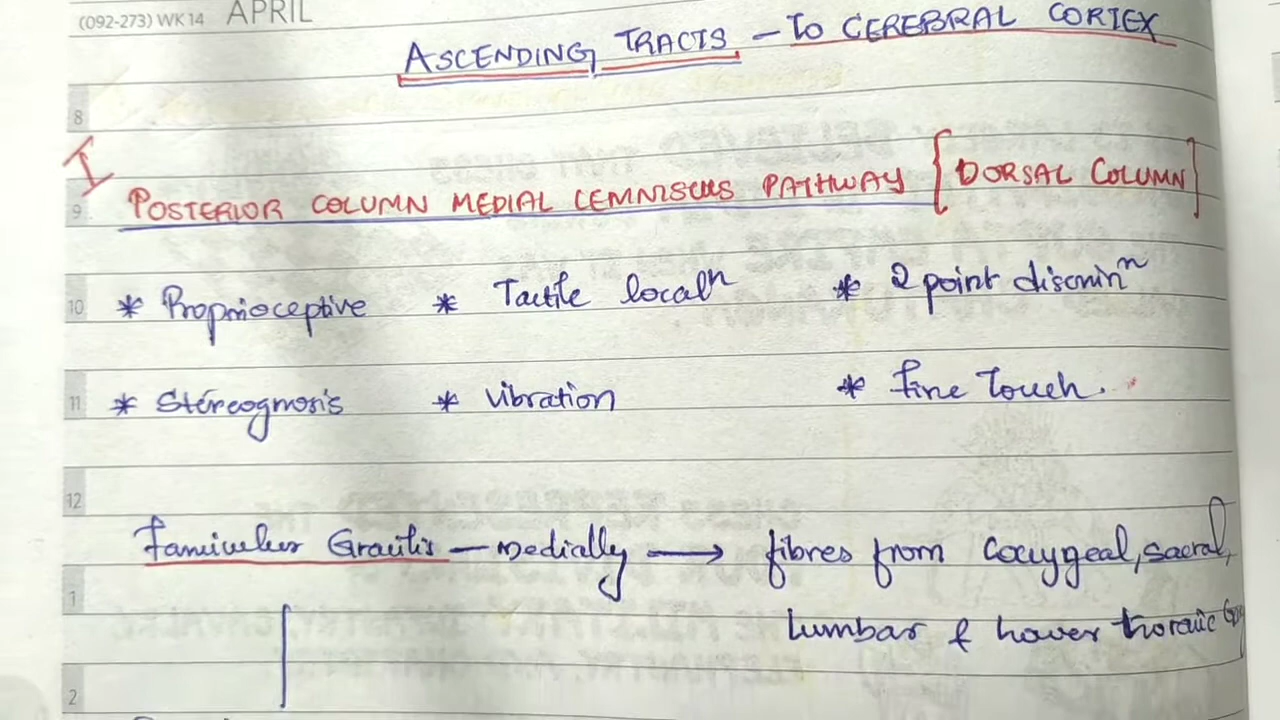 (092-273) WK 14 APRIL
ASCENDING TRACTS - To CEREBRAL CORTEX
8
I
9 POSTERIOR COLUMN MEDIAL LEMNISCUS PATHWAY [DORSAL COLUMN]
10 * Proprioceptive * Tactile localⁿ * 2 point discriminⁿ
11 * Stereognosis * Vibration * fine Touch.
12
Gracilis — medially → fibres from Coccygeal, sacral,
1
lumbar & lower thoracic
2